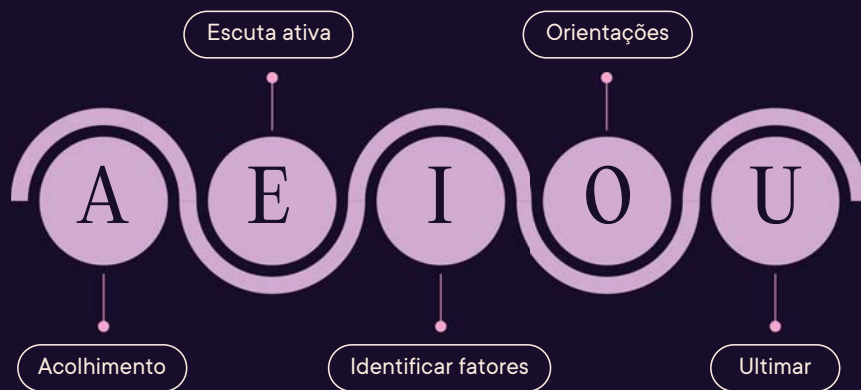 Escuta ativa
Orientações
A
E
I
O
U
Acolhimento
Identificar fatores
Ultimar